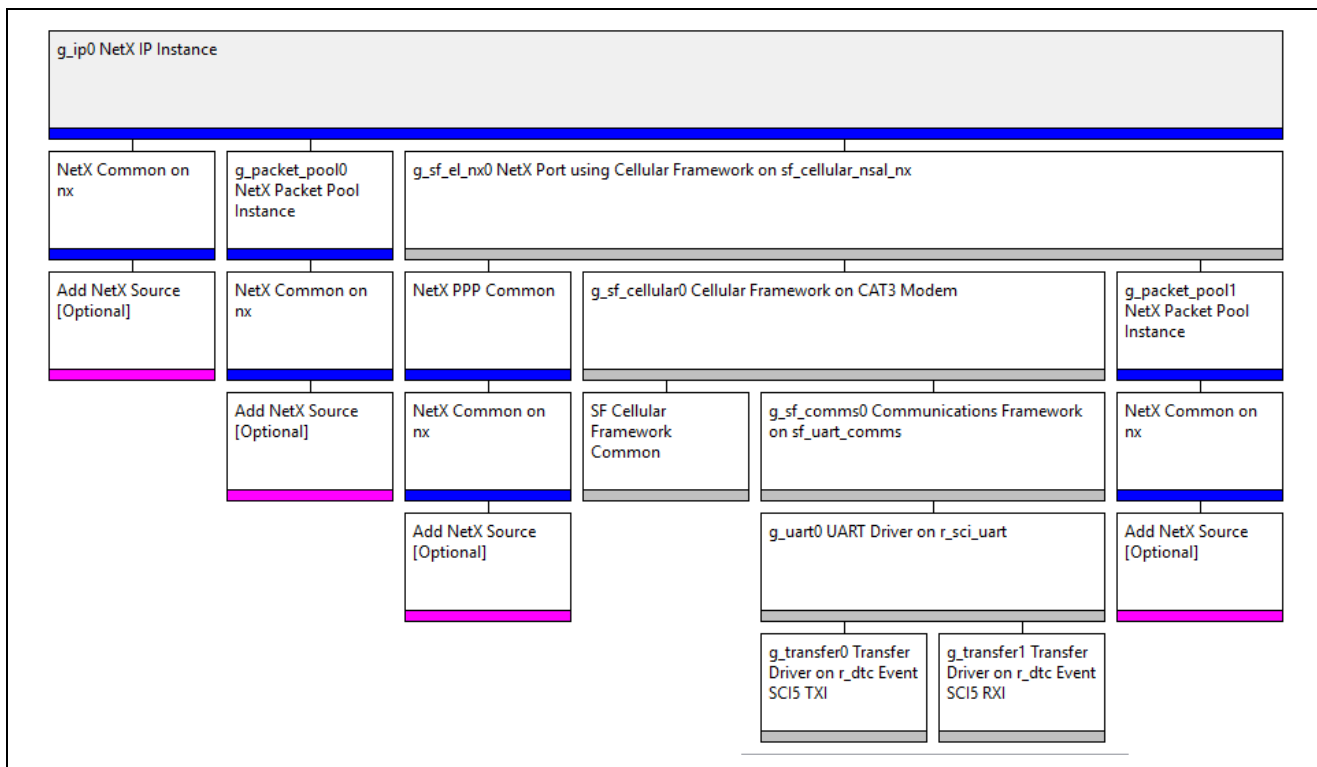 g_ip0 NetX IP Instance
NetX Common on
nx
g_packet_pool0
NetX Packet Pool
Instance
g_sf_el_nx0 NetX Port using Cellular Framework on sf_cellular_nsal_nx
Add NetX Source
[Optional]
NetX Common on
nx
NetX PPP Common
g_sf_cellular0 Cellular Framework on CAT3 Modem
g_packet_pool1
NetX Packet Pool
Instance
Add NetX Source
[Optional]
NetX Common on
nx
SF Cellular
Framework
Common
g_sf_comms0 Communications Framework
on sf_uart_comms
NetX Common on
nx
Add NetX Source
[Optional]
g_uart0 UART Driver on r_sci_uart
Add NetX Source
[Optional]
g_transfer0 Transfer
Driver on r_dtc Event
SCI5 TXI
g_transfer1 Transfer
Driver on r_dtc Event
SCI5 RXI